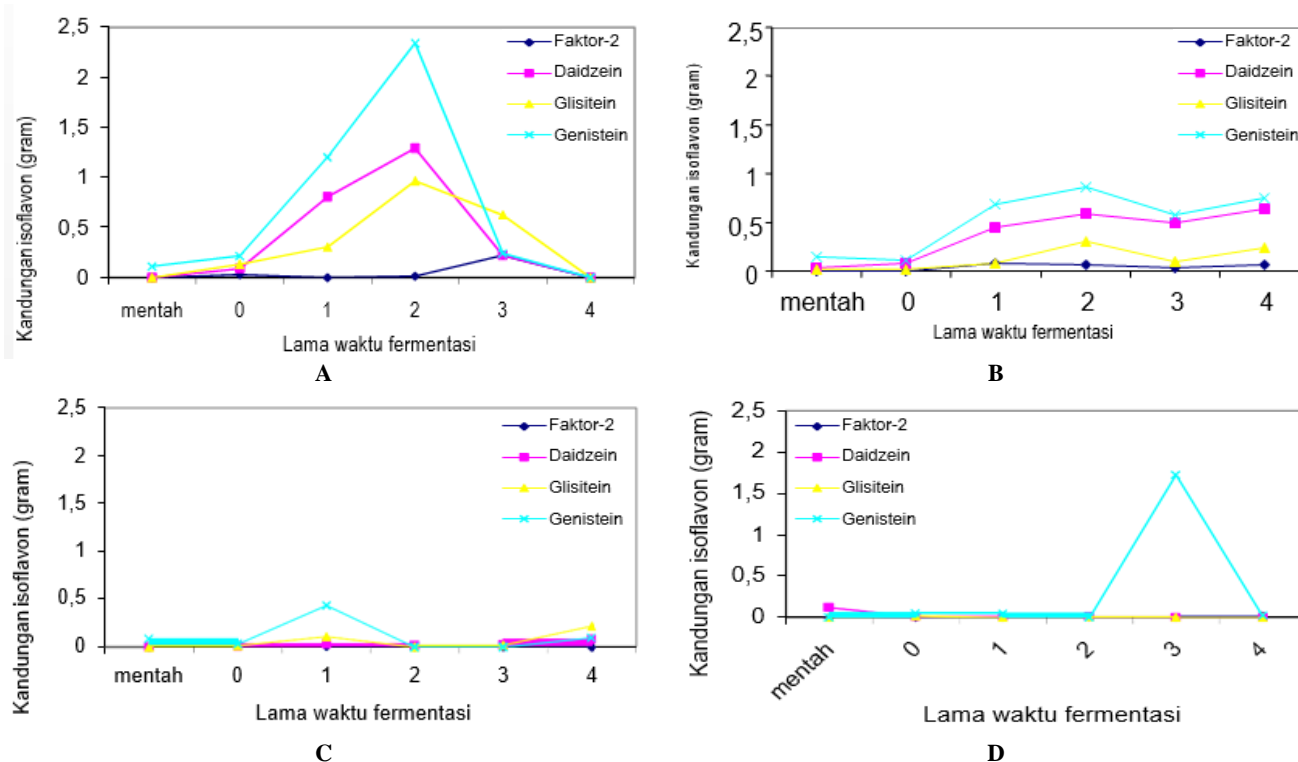 Kandungan isoflavon (gram)
2,5
2
1,5
1
0,5
0
Faktor-2
Daidzein
Glisitein
Genistein
mentah 0 1 2 3 4
Lama waktu fermentasi
A
Kandungan isoflavon (gram)
2,5
2
1,5
1
0,5
0
Faktor-2
Daidzein
Glisitein
Genistein
mentah 0 1 2 3 4
Lama waktu fermentasi
B
Kandungan isoflavon (gram)
2,5
2
1,5
1
0,5
0
Faktor-2
Daidzein
Glisitein
Genistein
mentah 0 1 2 3 4
Lama waktu fermentasi
C
Kandungan isoflavon (gram)
2,5
2
1,5
1
0,5
0
Faktor-2
Daidzein
Glisitein
Genistein
mentah 0 1 2 3 4
Lama waktu fermentasi
D